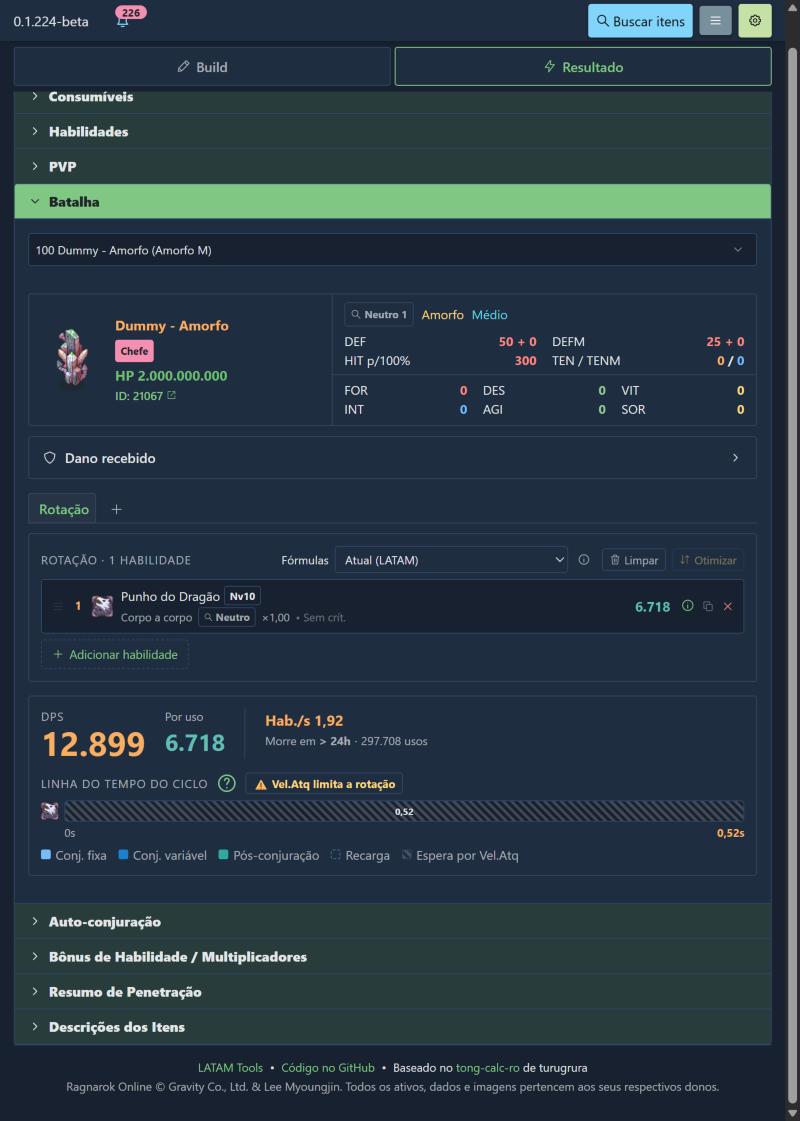 0.1.224-beta
226
Buscar itens
Build
Resultado
Consumíveis
Habilidades
PVP
Batalha
100 Dummy - Amorfo (Amorfo M)
Dummy - Amorfo
Chefe
HP 2.000.000.000
ID: 21067
Neutro 1 Amorfo Médio
DEF 50 + 0 DEFM 25 + 0
HIT p/100% 300 TEN / TENM 0 / 0
FOR 0 DES 0 VIT 0
INT 0 AGI 0 SOR 0
Dano recebido
Rotação +
ROTAÇÃO · 1 HABILIDADE Fórmulas Atual (LATAM) Limpar Otimizar
1 Punho do Dragão Nv10
Corpo a corpo Neutro ×1,00 • Sem crít.
6.718
+ Adicionar habilidade
DPS
12.899
Por uso
6.718
Hab./s 1,92
Morre em > 24h · 297.708 usos
LINHA DO TEMPO DO CICLO ? Vel.Atq limita a rotação
0,52
0s 0,52s
Conj. fixa Conj. variável Pós-conjuração Recarga Espera por Vel.Atq
Auto-conjuração
Bônus de Habilidade / Multiplicadores
Resumo de Penetração
Descrições dos Itens
LATAM Tools • Código no GitHub • Baseado no tong-calc-ro de turugrura
Ragnarok Online © Gravity Co., Ltd. & Lee Myoungjin. Todos os ativos, dados e imagens pertencem aos seus respectivos donos.